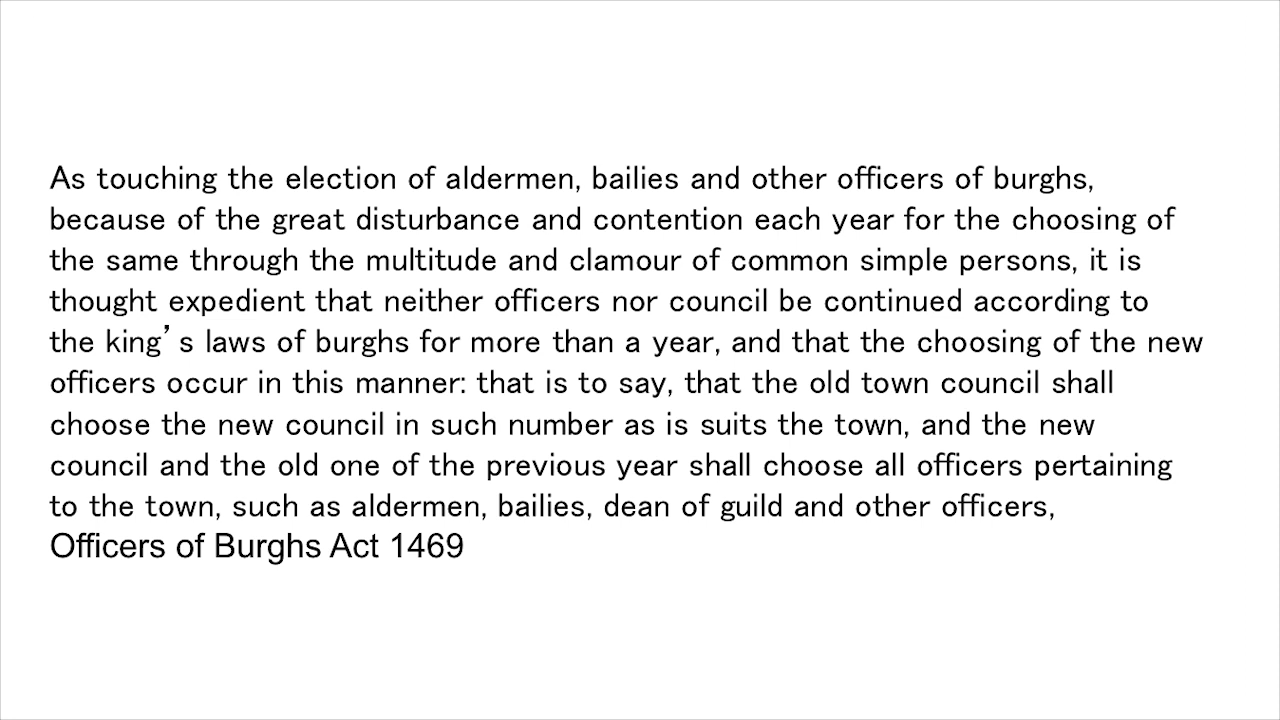 As touching the election of aldermen, bailies and other officers of burghs,
because of the great disturbance and contention each year for the choosing of
the same through the multitude and clamour of common simple persons, it is
thought expedient that neither officers nor council be continued according to
the king’s laws of burghs for more than a year, and that the choosing of the new
officers occur in this manner: that is to say, that the old town council shall
choose the new council in such number as is suits the town, and the new
council and the old one of the previous year shall choose all officers pertaining
to the town, such as aldermen, bailies, dean of guild and other officers,
Officers of Burghs Act 1469